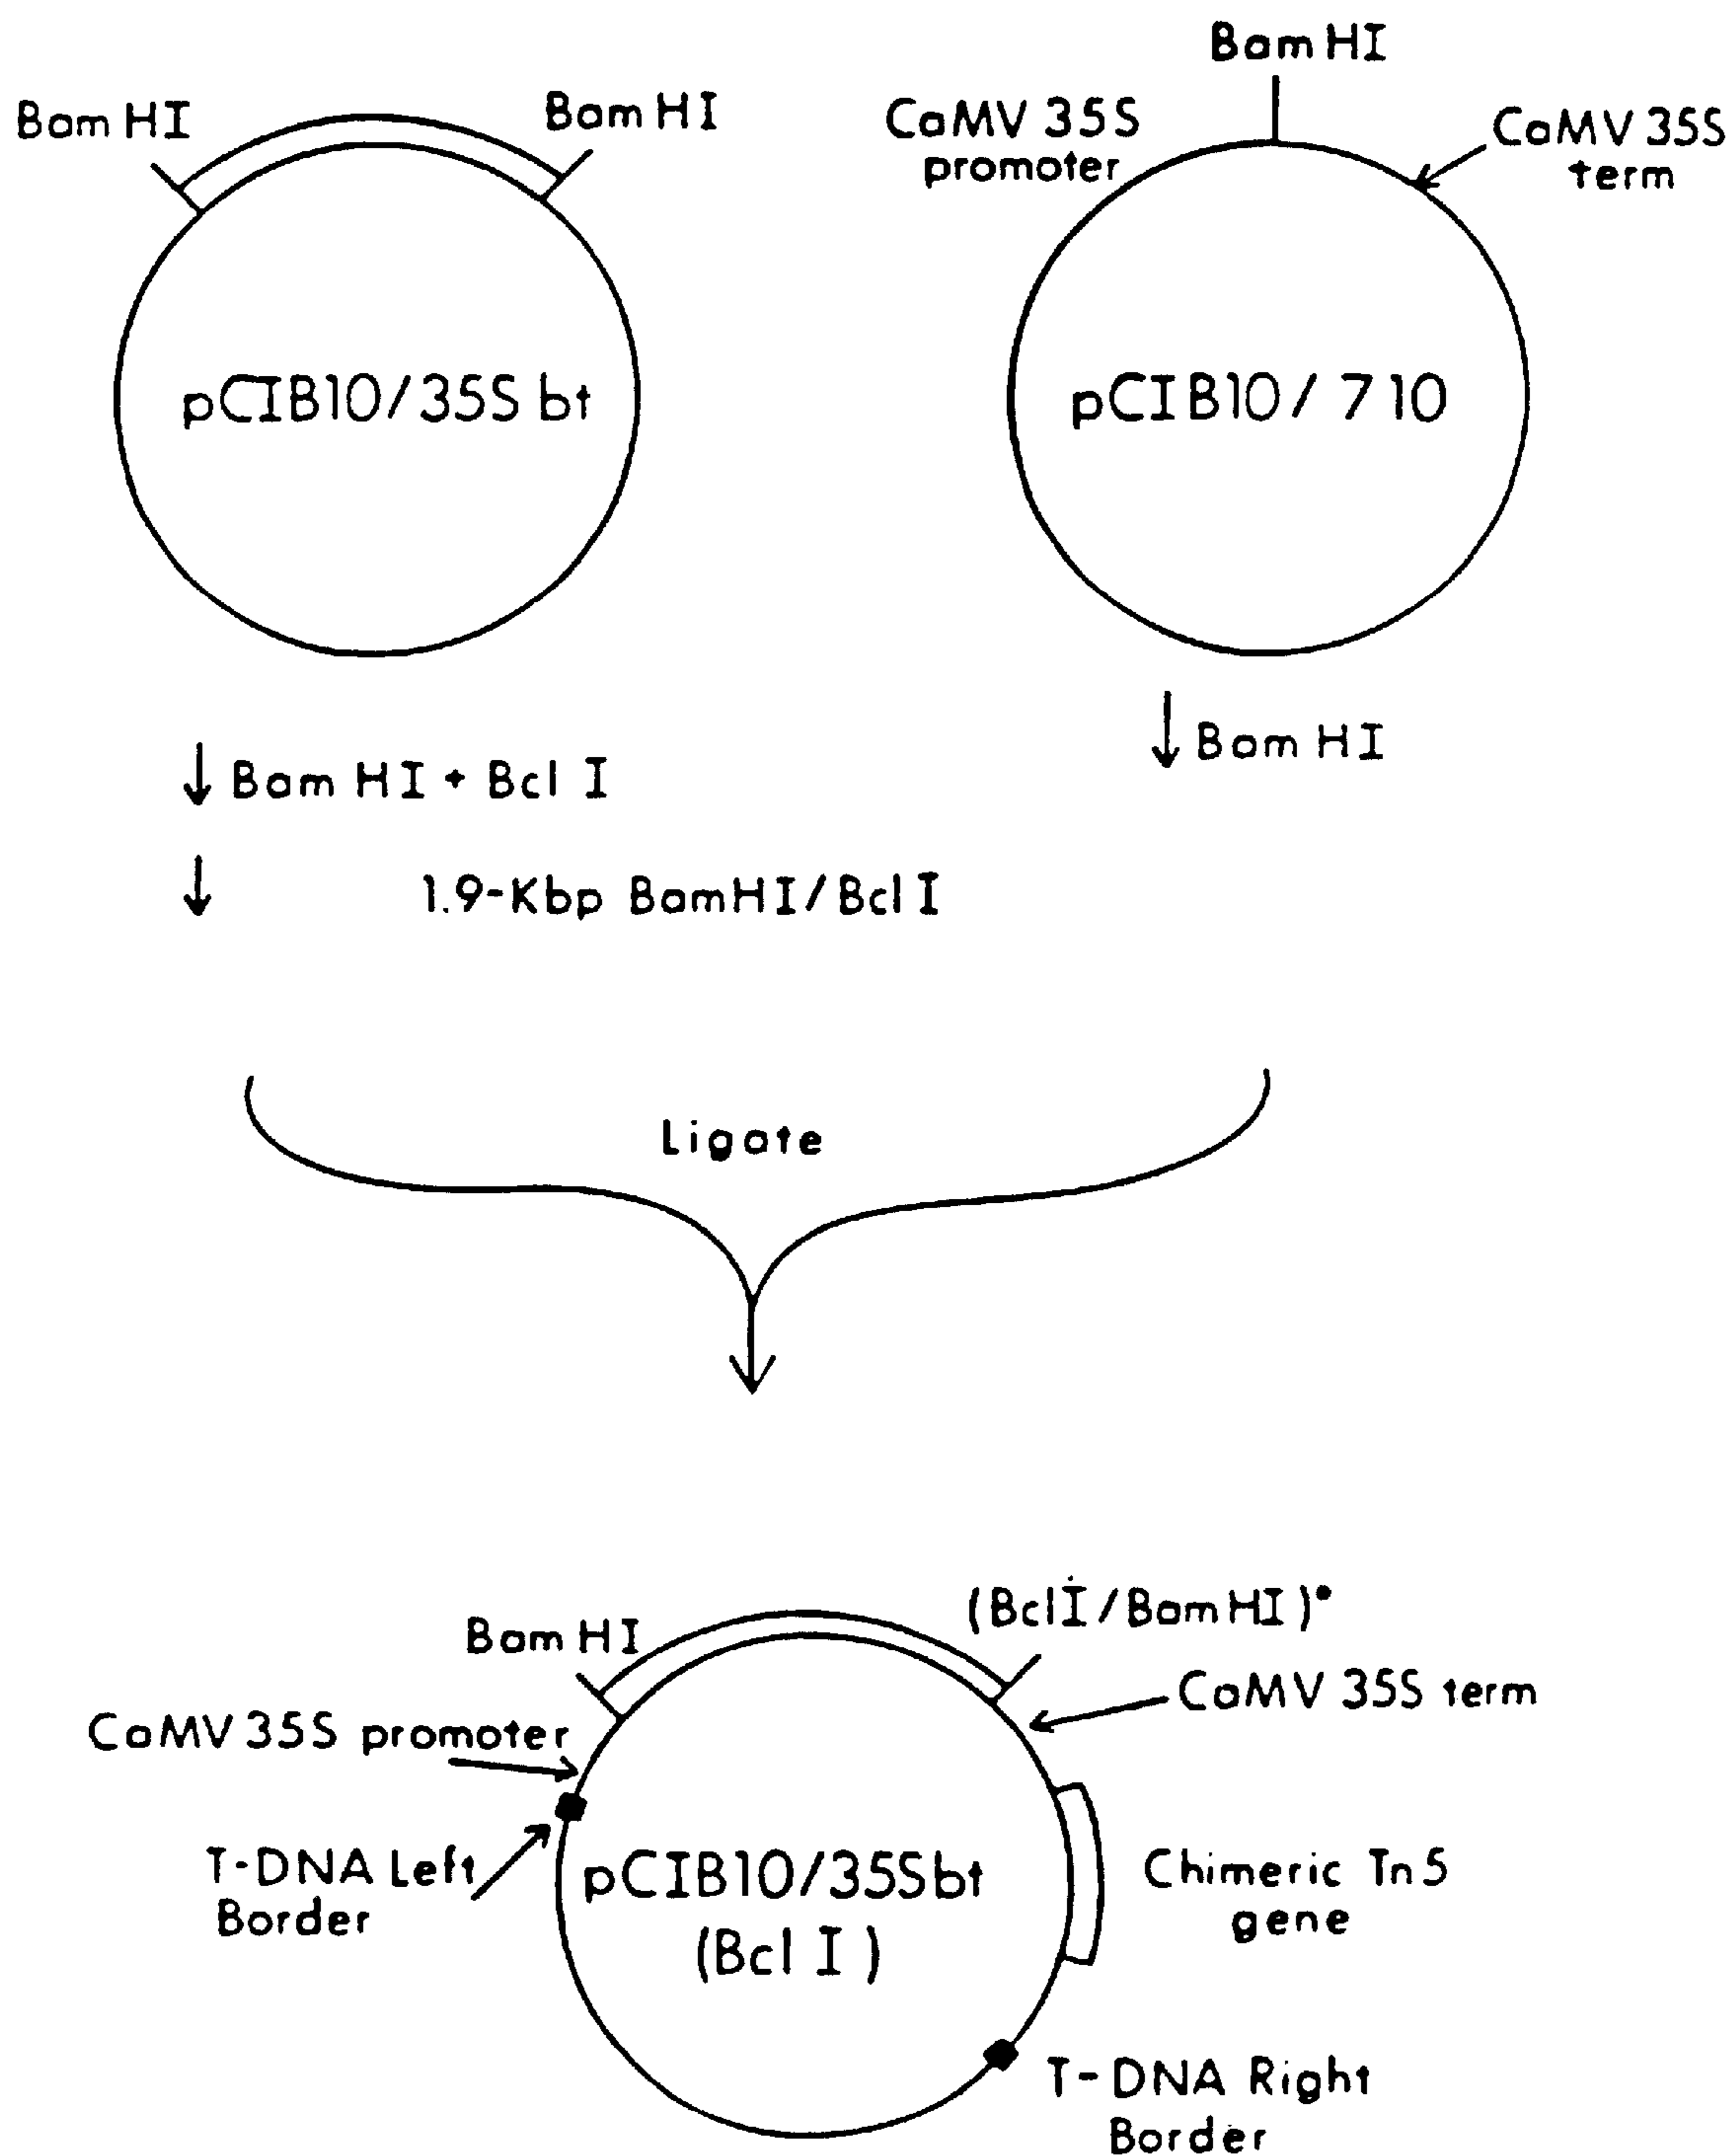 Bam HI
Bam HI
Bam HI
CaMV 35S
promoter
CaMV 35S
term
pCIB10/35S bt
pCIB10/710
Bam HI + Bcl I
Bam HI
1.9-Kbp BamHI/Bcl I
Ligate
Bam HI
(BclI/BamHI)•
CaMV 35S promoter
CaMV 35S term
T-DNA Left
Border
pCIB10/35Sbt
(Bcl I)
Chimeric Tn5
gene
T-DNA Right
Border